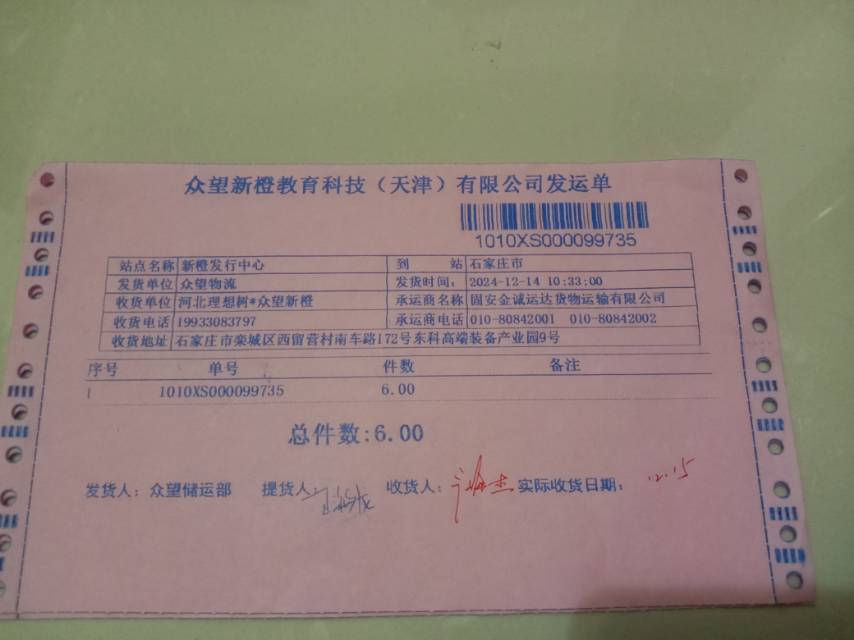 众望新橙教育科技（天津）有限公司发运单
1010XS000099735
站点名称 新橙发行中心 到 站 石家庄市
发货单位 众望物流 发货时间： 2024-12-14 10:33:00
收货单位 河北理想树*众望新橙 承运商名称 固安金诚运达货物运输有限公司
收货电话 19933083797 承运商电话 010-80842001 010-80842002
收货地址 石家庄市栾城区西留营村南车路172号东科高端装备产业园9号
序号 单号 件数 备注
1 1010XS000099735 6.00
总件数:6.00
发货人： 众望储运部 提货人 收货人： 实际收货日期： 12.15